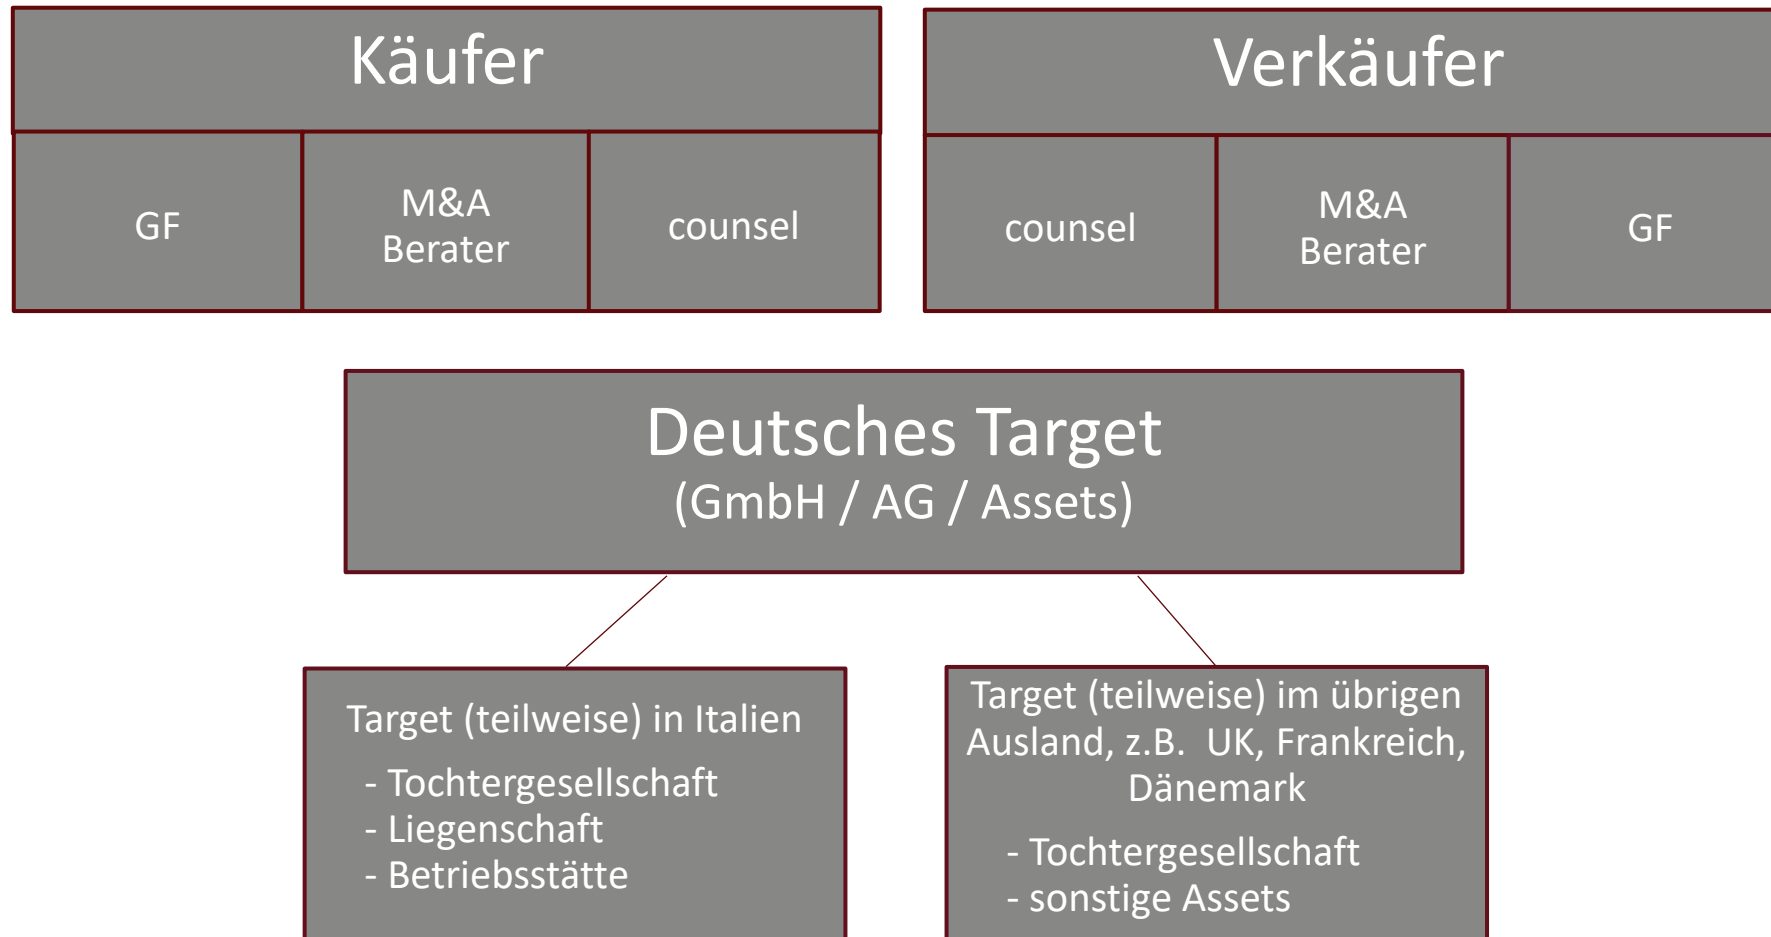 Käufer
GF
M&A
Berater
counsel
Verkäufer
counsel
M&A
Berater
GF
Deutsches Target
(GmbH / AG / Assets)
Target (teilweise) in Italien
- Tochtergesellschaft
- Liegenschaft
- Betriebsstätte
Target (teilweise) im übrigen
Ausland, z.B. UK, Frankreich,
Dänemark
- Tochtergesellschaft
- sonstige Assets